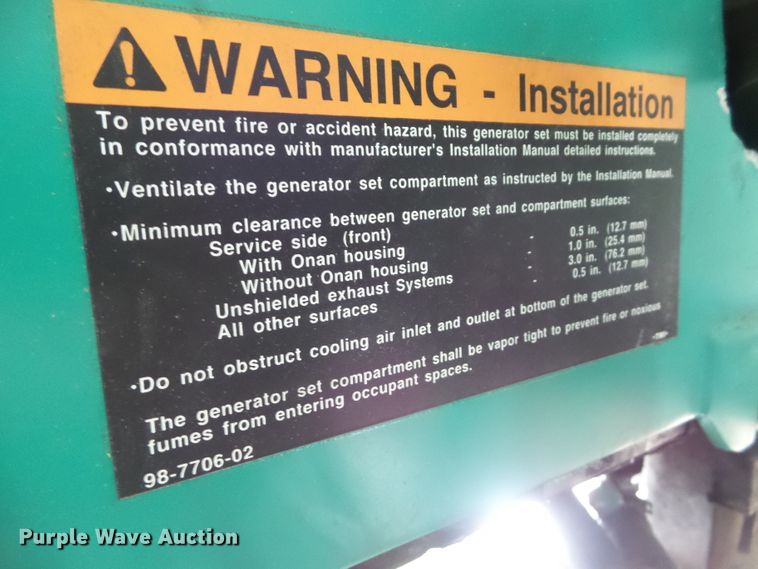 WARNING - Installation
To prevent fire or accident hazard, this generator set must be installed completely
in conformance with manufacturer's Installation Manual detailed instructions.
•Ventilate the generator set compartment as instructed by the Installation Manual.
•Minimum clearance between generator set and compartment surfaces:
Service side (front)
With Onan housing - 0.5 in. (12.7 mm)
Without Onan housing 1.0 in. (25.4 mm)
Unshielded exhaust Systems - 3.0 in. (76.2 mm)
All other surfaces - 0.5 in. (12.7 mm)
•Do not obstruct cooling air inlet and outlet at bottom of the generator set.
The generator set compartment shall be vapor tight to prevent fire or noxious
fumes from entering occupant spaces.
98-7706-02
Purple Wave Auction